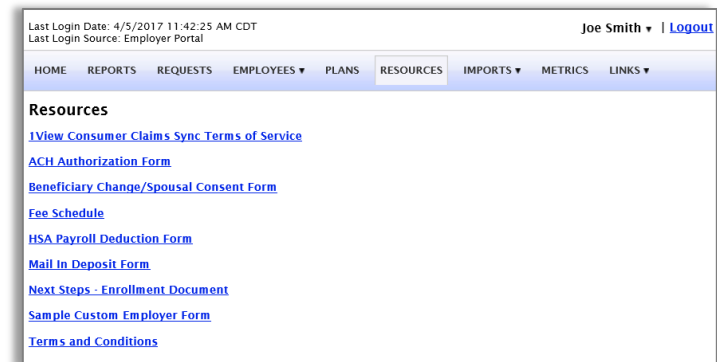 Last Login Date: 4/5/2017 11:42:25 AM CDT
Last Login Source: Employer Portal
Joe Smith ▾ | Logout
HOME REPORTS REQUESTS EMPLOYEES ▾ PLANS RESOURCES IMPORTS ▾ METRICS LINKS ▾
Resources
1View Consumer Claims Sync Terms of Service
ACH Authorization Form
Beneficiary Change/Spousal Consent Form
Fee Schedule
HSA Payroll Deduction Form
Mail In Deposit Form
Next Steps - Enrollment Document
Sample Custom Employer Form
Terms and Conditions